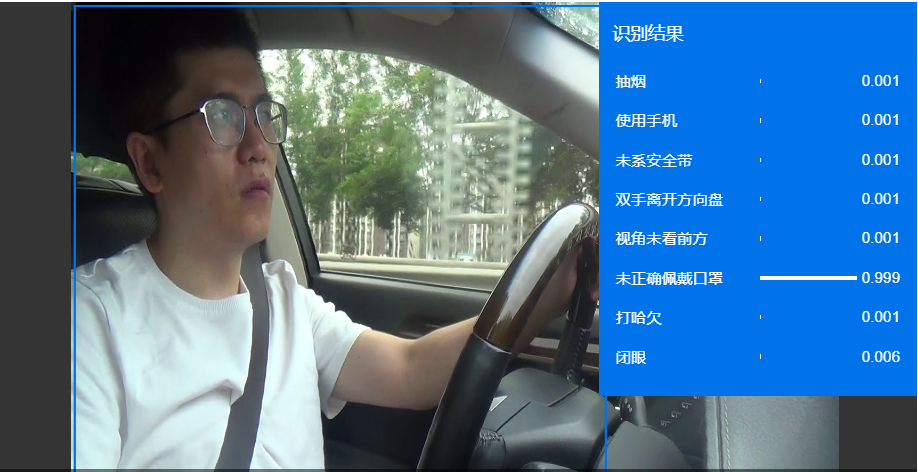 识别结果
抽烟 0.001
使用手机 0.001
未系安全带 0.001
双手离开方向盘 0.001
视角未看前方 0.001
未正确佩戴口罩 0.999
打哈欠 0.001
闭眼 0.006